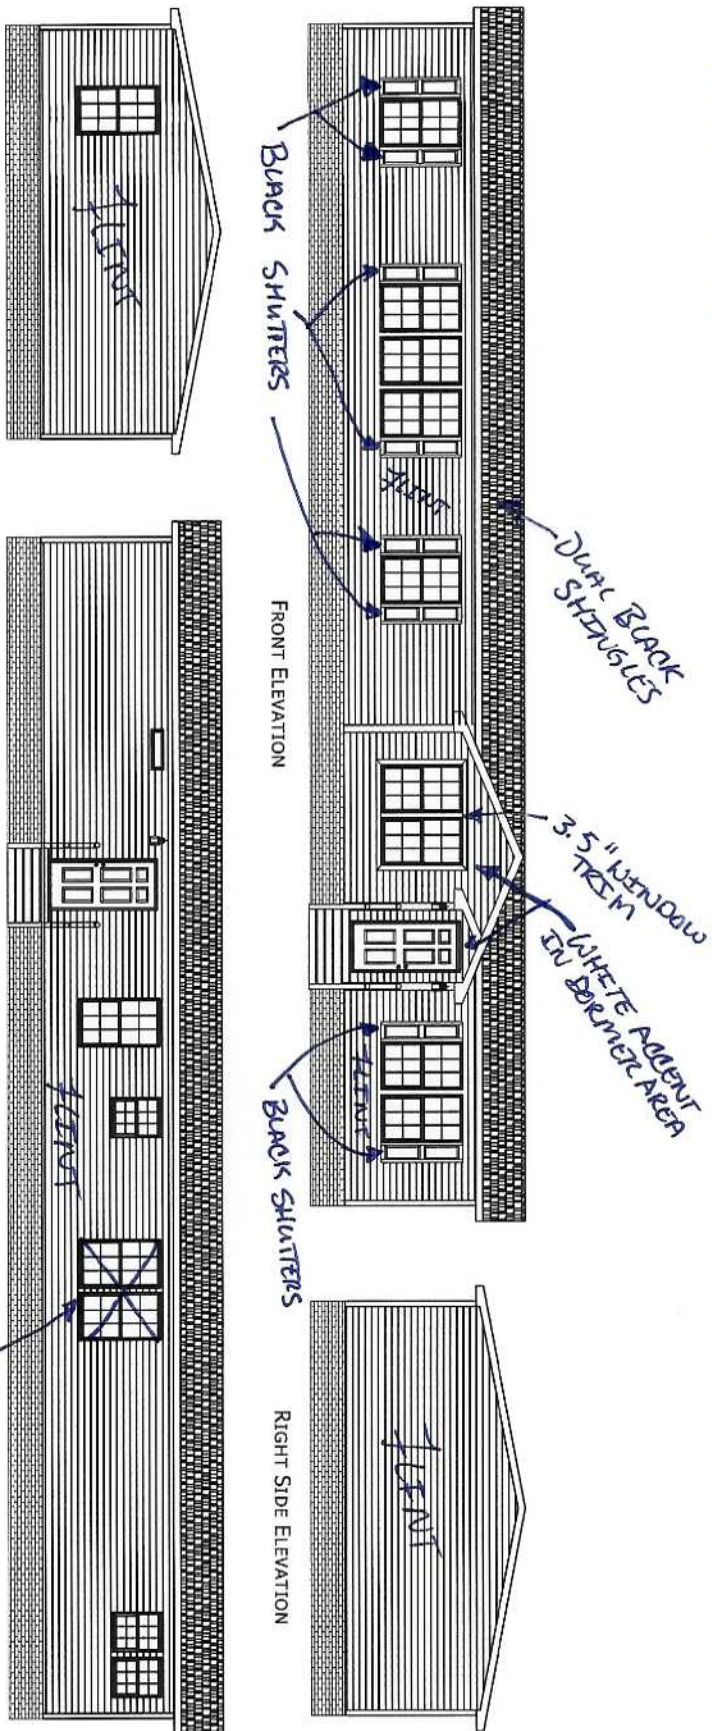 DUAL BLACK
SHINGLES
3.5" WINDOW
TRIM
WHITE ACCENT
IN DORMER AREA
FLINT
FLINT
BLACK SHUTTERS
BLACK SHUTTERS
FRONT ELEVATION
FLINT
RIGHT SIDE ELEVATION
FLINT
FLINT